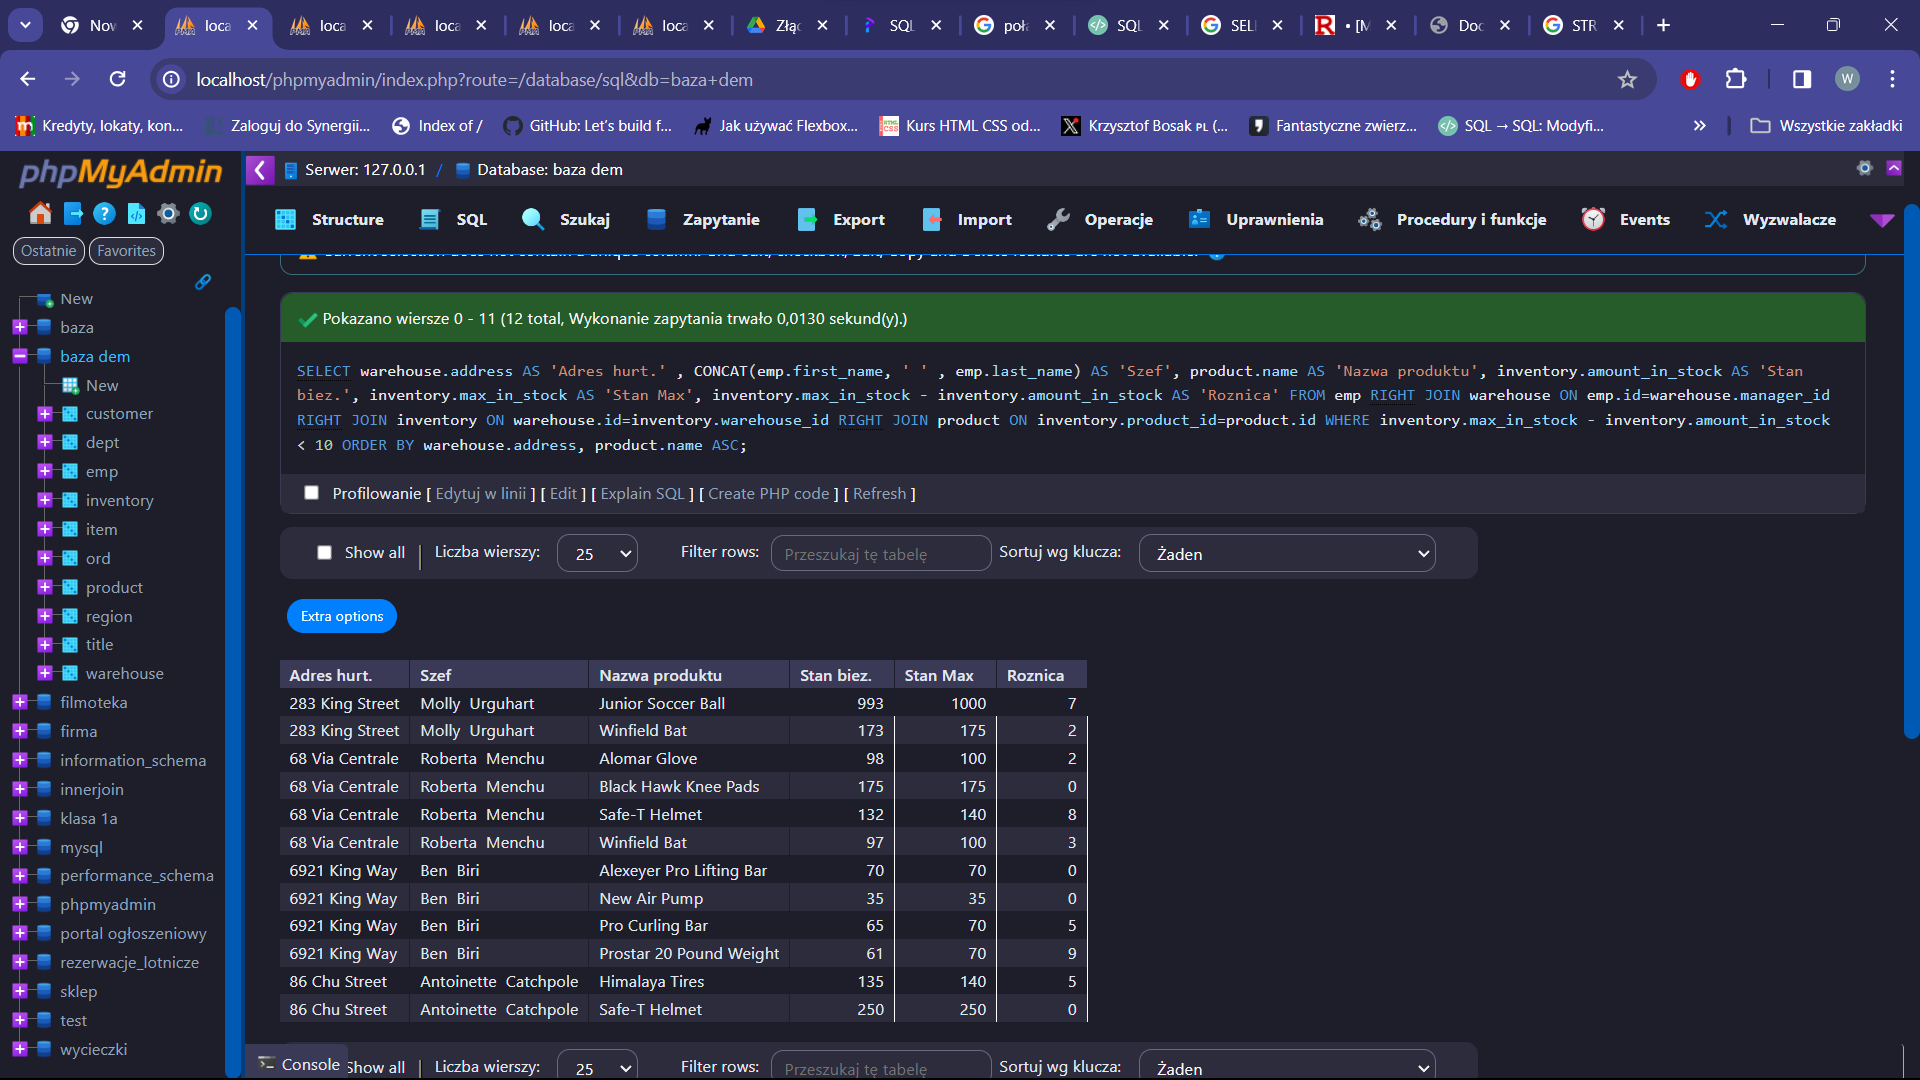 Nov
loca
loca
loca
loca
loca
Złąc
SQL
poła
SQL
SELI
• [M
Doc
STR
localhost/phpmyadmin/index.php?route=/database/sql&db=baza+dem
W
Kredyty, lokaty, kon...
Zaloguj do Synergii...
Index of /
GitHub: Let's build f...
Jak używać Flexbox...
Kurs HTML CSS od...
Krzysztof Bosak PL (...
Fantastyczne zwierz...
SQL → SQL: Modyfi...
»
Wszystkie zakładki
phpMyAdmin
Ostatnie
Favorites
New
baza
baza dem
New
customer
dept
emp
inventory
item
ord
product
region
title
warehouse
filmoteka
firma
information_schema
innerjoin
klasa 1a
mysql
performance_schema
phpmyadmin
portal ogłoszeniowy
rezerwacje_lotnicze
sklep
test
wycieczki
Serwer: 127.0.0.1 / Database: baza dem
Structure SQL Szukaj Zapytanie Export Import Operacje Uprawnienia Procedury i funkcje Events Wyzwalacze
Pokazano wiersze 0 - 11 (12 total, Wykonanie zapytania trwało 0,0130 sekund(y).)
SELECT warehouse.address AS 'Adres hurt.' , CONCAT(emp.first_name, ' ' , emp.last_name) AS 'Szef', product.name AS 'Nazwa produktu', inventory.amount_in_stock AS 'Stan
biez.', inventory.max_in_stock AS 'Stan Max', inventory.max_in_stock - inventory.amount_in_stock AS 'Roznica' FROM emp RIGHT JOIN warehouse ON emp.id=warehouse.manager_id
RIGHT JOIN inventory ON warehouse.id=inventory.warehouse_id RIGHT JOIN product ON inventory.product_id=product.id WHERE inventory.max_in_stock - inventory.amount_in_stock
< 10 ORDER BY warehouse.address, product.name ASC;
Profilowanie [ Edytuj w linii ] [ Edit ] [ Explain SQL ] [ Create PHP code ] [ Refresh ]
Show all | Liczba wierszy: 25 Filter rows: Przeszukaj tę tabelę Sortuj wg klucza: Żaden
Extra options
Adres hurt. Szef Nazwa produktu Stan biez. Stan Max Roznica
283 King Street Molly Urguhart Junior Soccer Ball 993 1000 7
283 King Street Molly Urguhart Winfield Bat 173 175 2
68 Via Centrale Roberta Menchu Alomar Glove 98 100 2
68 Via Centrale Roberta Menchu Black Hawk Knee Pads 175 175 0
68 Via Centrale Roberta Menchu Safe-T Helmet 132 140 8
68 Via Centrale Roberta Menchu Winfield Bat 97 100 3
6921 King Way Ben Biri Alexeyer Pro Lifting Bar 70 70 0
6921 King Way Ben Biri New Air Pump 35 35 0
6921 King Way Ben Biri Pro Curling Bar 65 70 5
6921 King Way Ben Biri Prostar 20 Pound Weight 61 70 9
86 Chu Street Antoinette Catchpole Himalaya Tires 135 140 5
86 Chu Street Antoinette Catchpole Safe-T Helmet 250 250 0
Console
Show all | Liczba wierszy: 25 Filter rows: Przeszukaj tę tabelę Sortuj wg klucza: Żaden